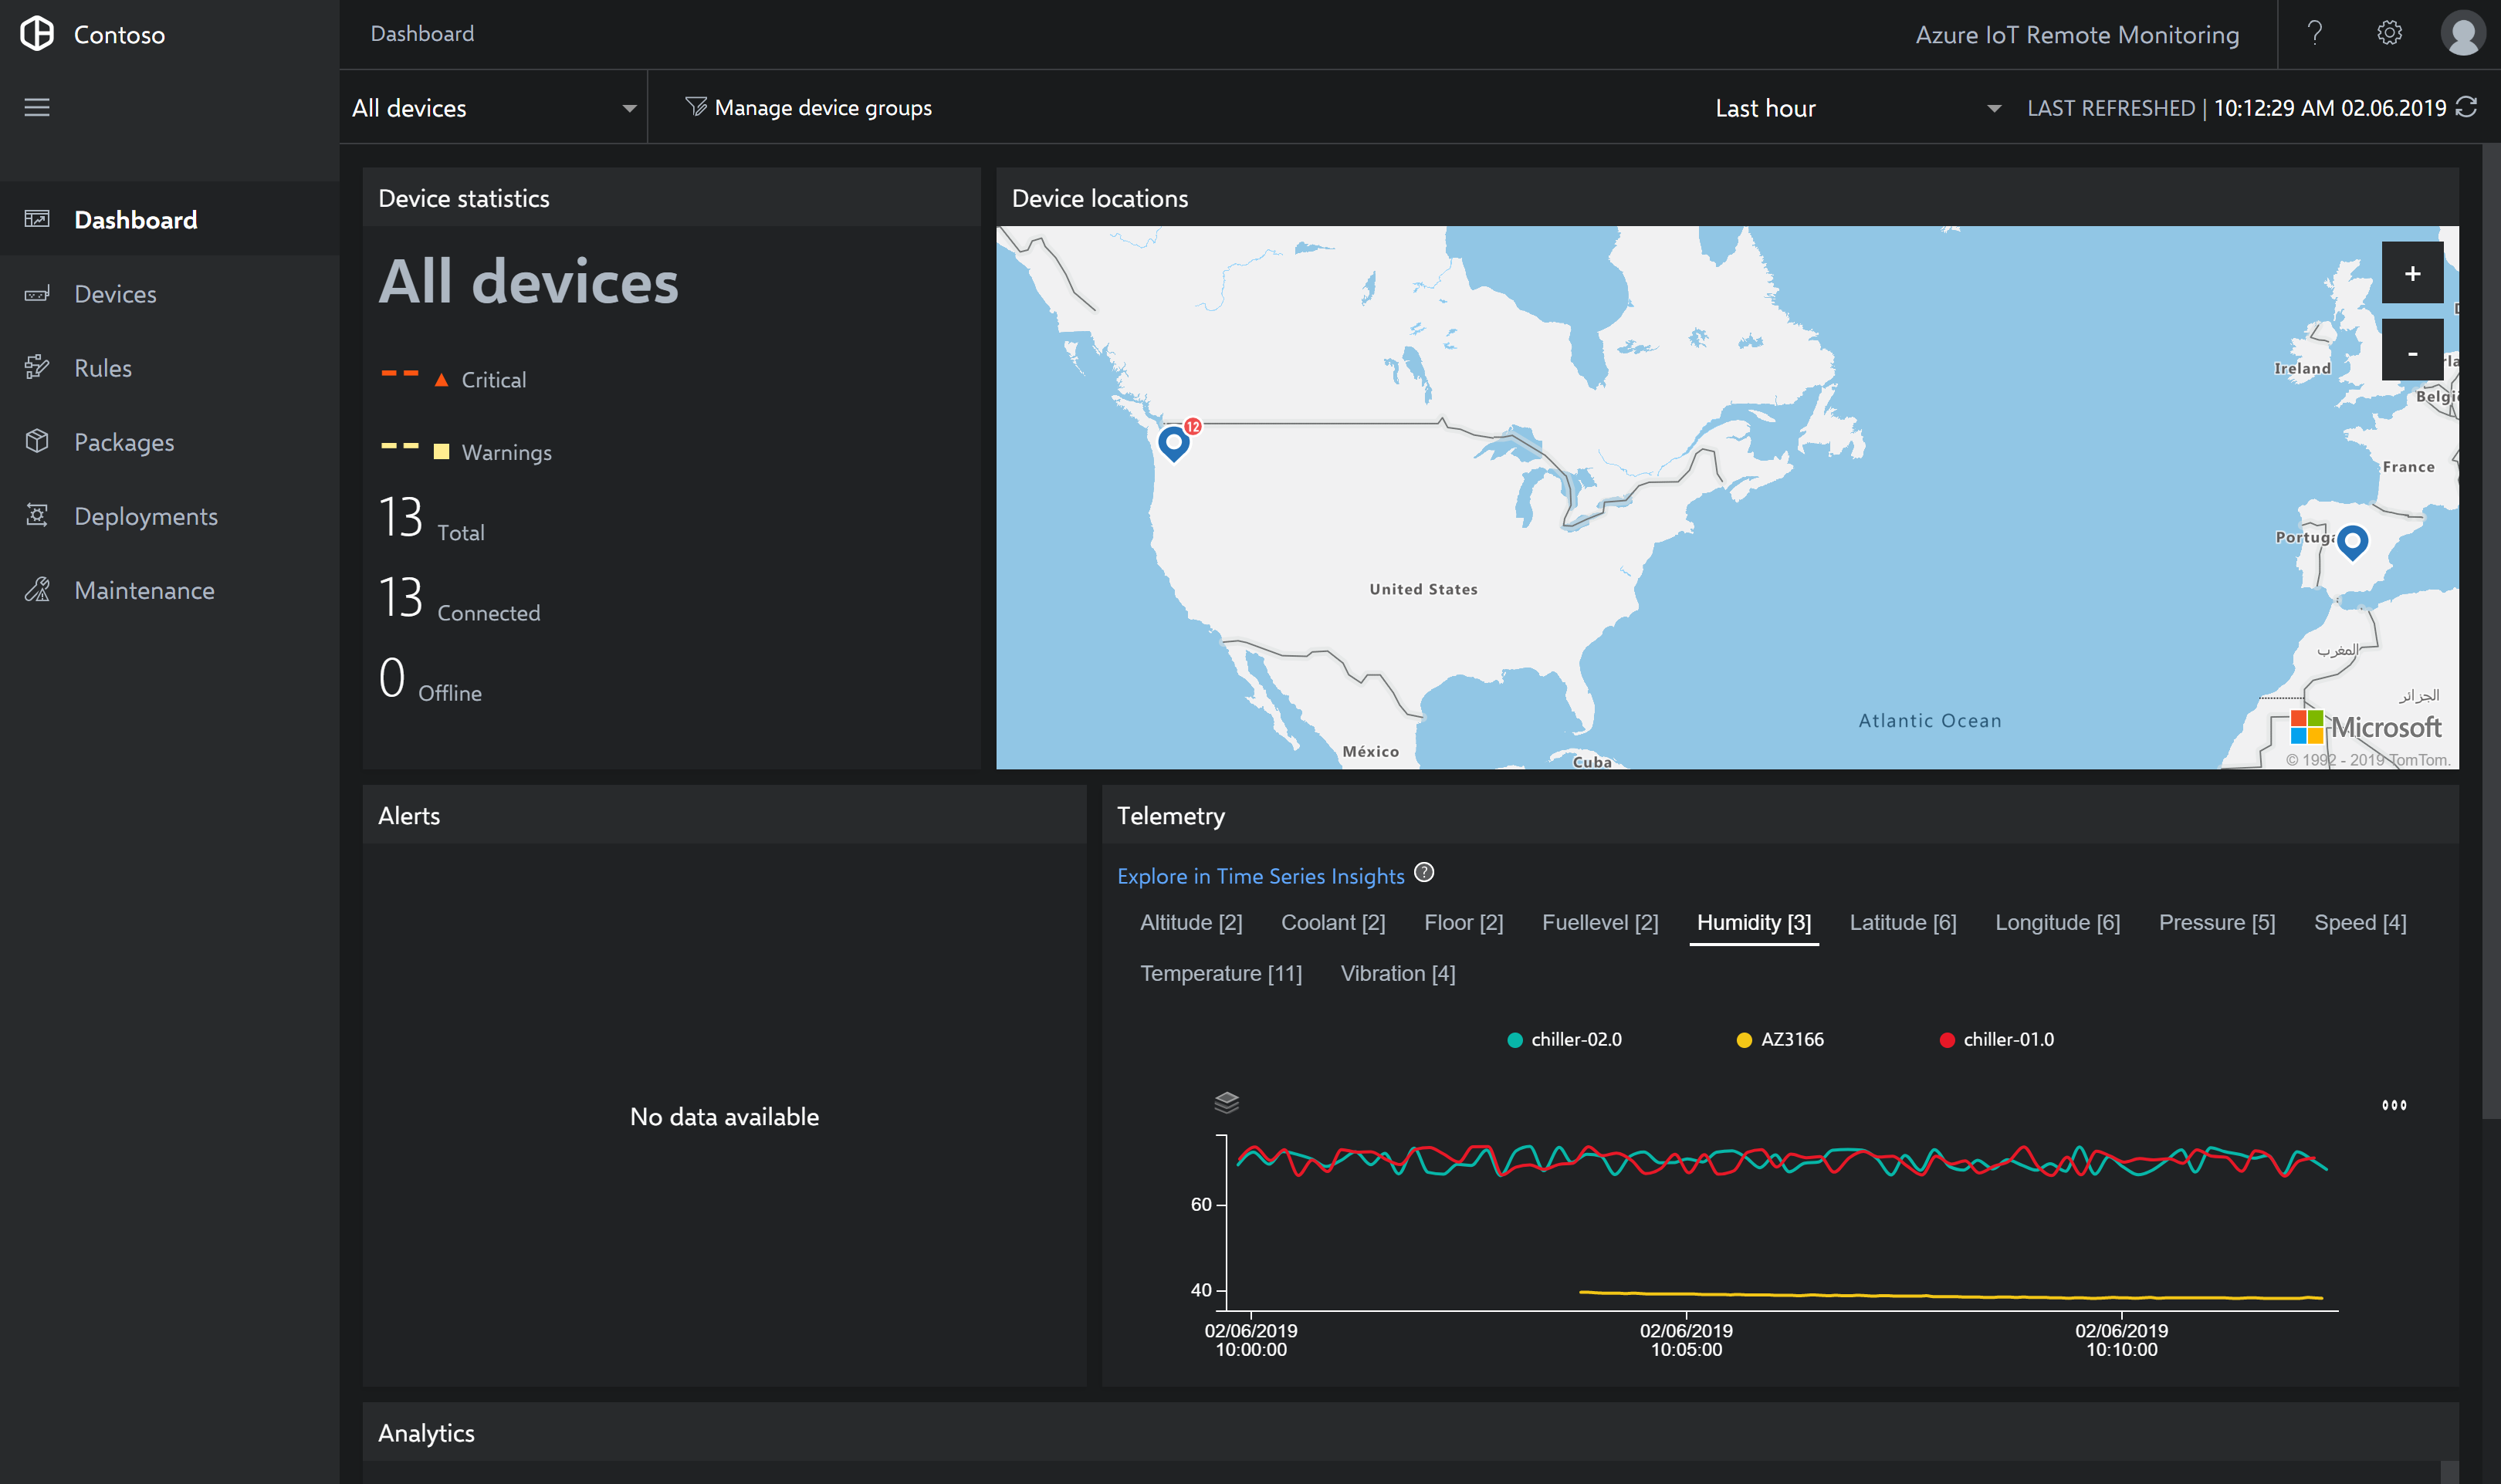 Contoso
Dashboard
Azure IoT Remote Monitoring
All devices
Manage device groups
Last hour
LAST REFRESHED | 10:12:29 AM 02.06.2019
Dashboard
Devices
Rules
Packages
Deployments
Maintenance
Device statistics
All devices
-- Critical
-- Warnings
13 Total
13 Connected
0 Offline
Device locations
+
-
12
Ireland
France
United States
Atlantic Ocean
المغرب
الجزائر
México
Cuba
Microsoft
© 1992 - 2019 TomTom.
Alerts
No data available
Telemetry
Explore in Time Series Insights ?
Altitude [2] Coolant [2] Floor [2] Fuellevel [2] Humidity [3] Latitude [6] Longitude [6] Pressure [5] Speed [4]
Temperature [11] Vibration [4]
chiller-02.0 AZ3166 chiller-01.0
60
40
02/06/2019 02/06/2019 02/06/2019
10:00:00 10:05:00 10:10:00
Analytics